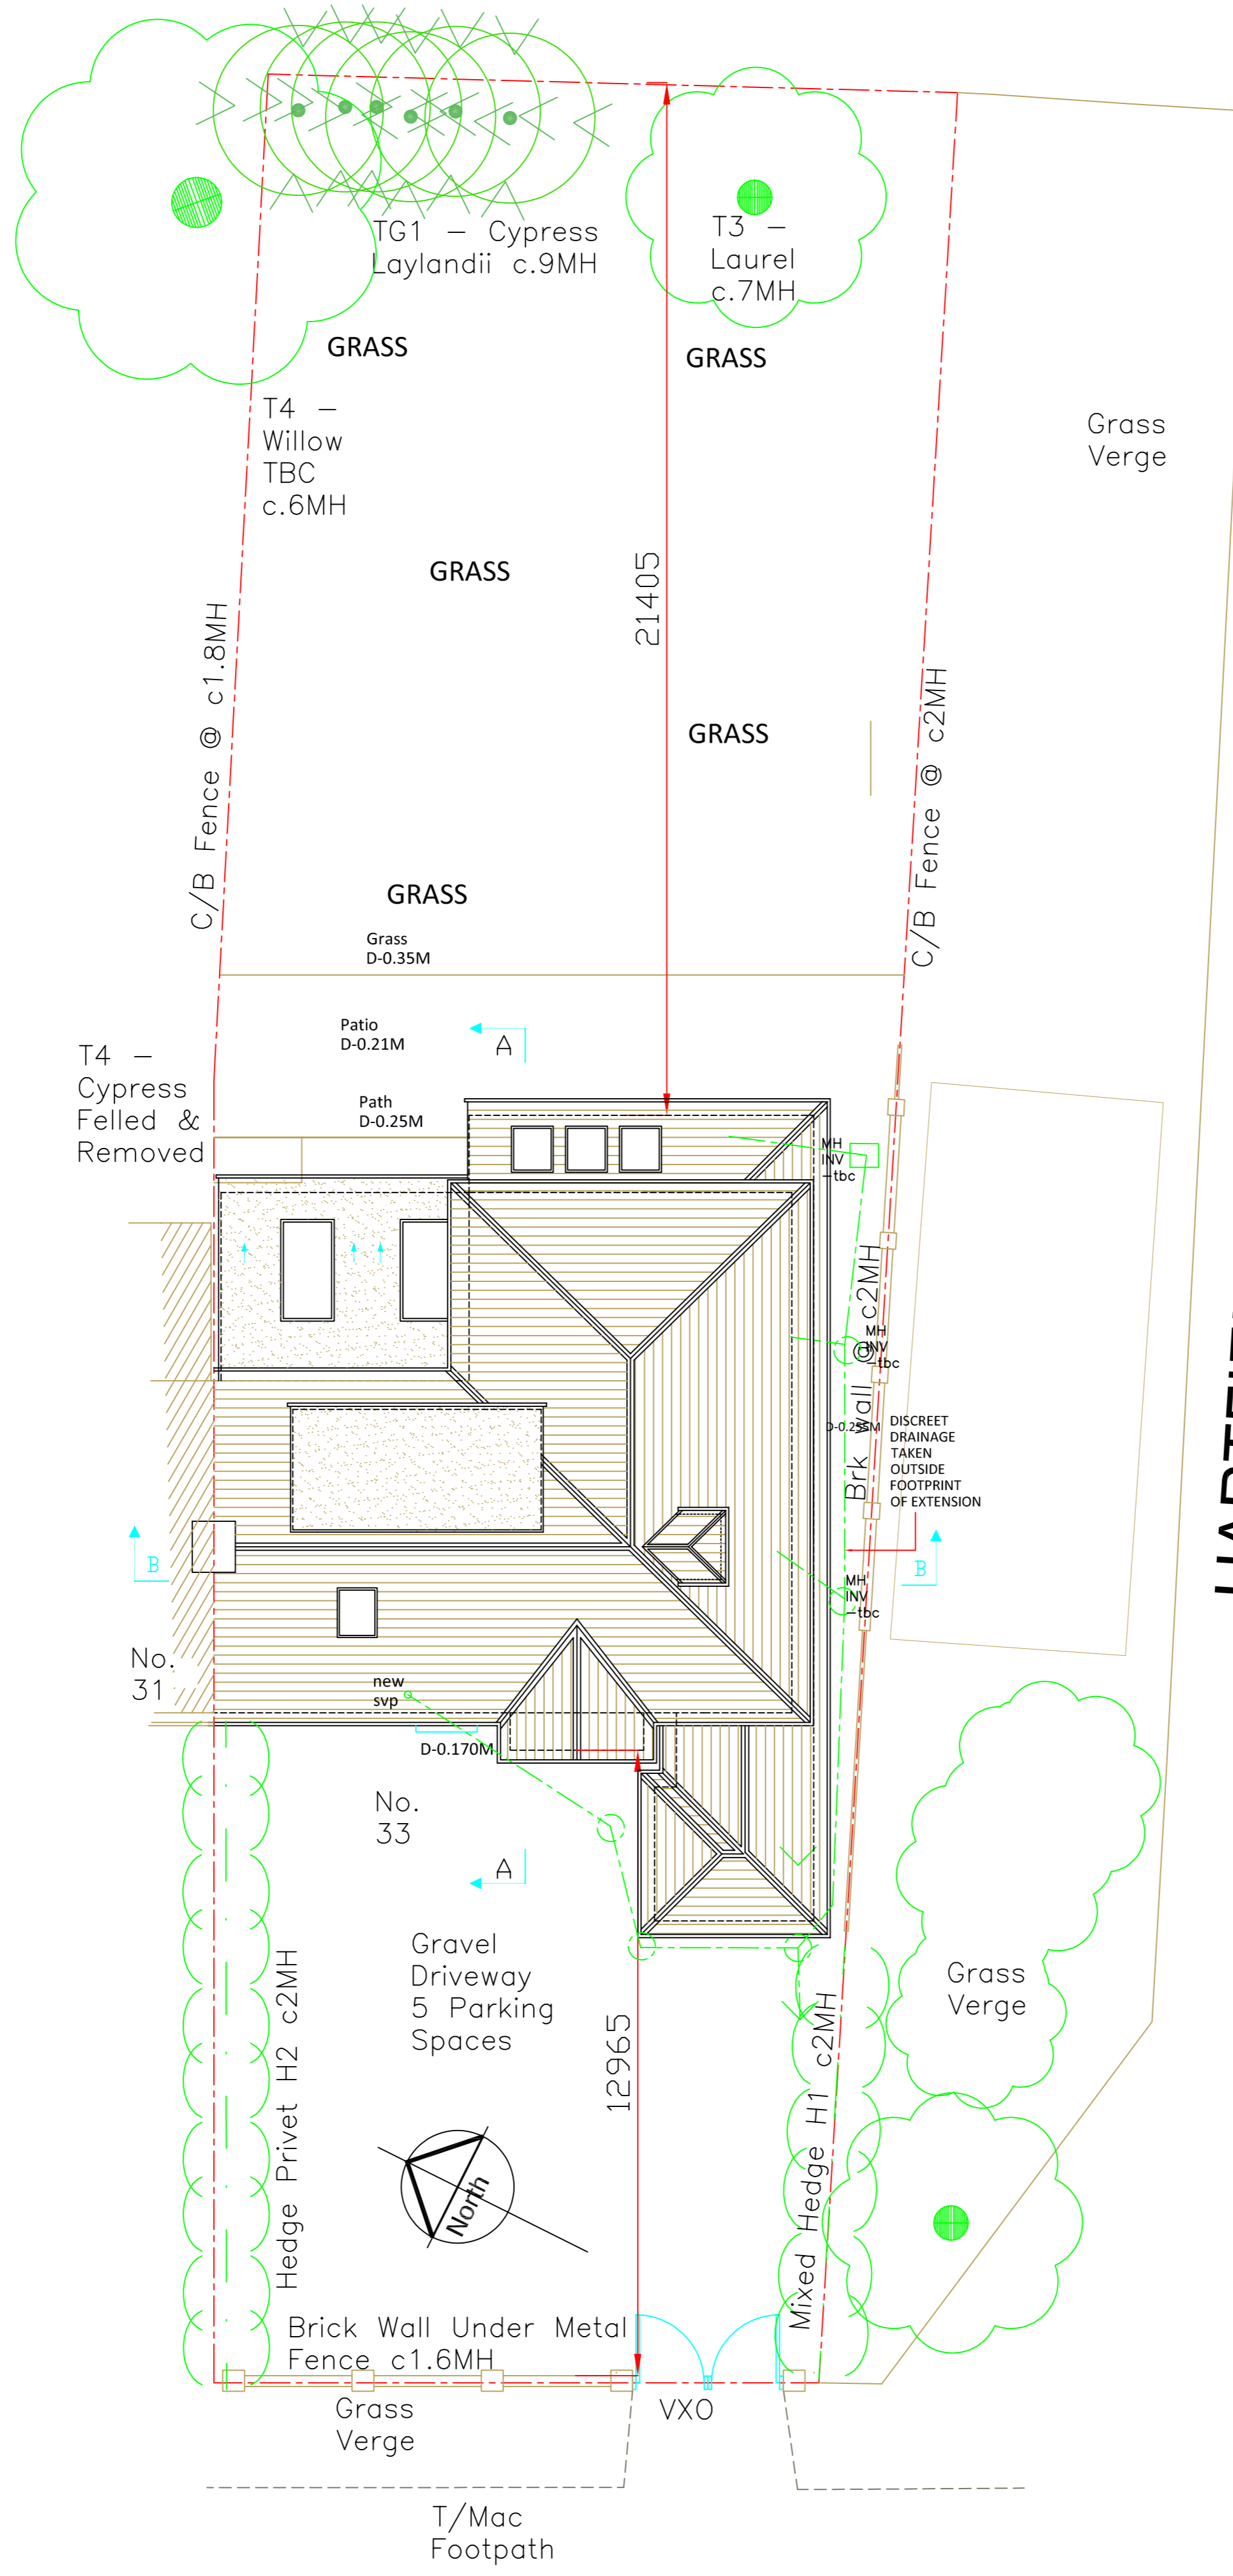 TG1 – Cypress
Laylandii c.9MH
T3 –
Laurel
c.7MH
GRASS
GRASS
T4 –
Willow
TBC
c.6MH
Grass
Verge
GRASS
21405
C/B Fence @ c1.8MH
C/B Fence @ c2MH
GRASS
GRASS
Grass
D-0.35M
Patio
D-0.21M
A
T4 –
Cypress
Felled &
Removed
Path
D-0.25M
MH
INV
–tbc
Brk wall @ c2MH
MH
INV
–tbc
D-0.255M
DISCREET
DRAINAGE
TAKEN
OUTSIDE
FOOTPRINT
OF EXTENSION
B
B
MH
INV
–tbc
No.
31
new
svp
D-0.170M
No.
33
A
Gravel
Driveway
5 Parking
Spaces
Grass
Verge
12965
Hedge Privet H2 c2MH
Mixed Hedge H1 c2MH
North
Brick Wall Under Metal
Fence c1.6MH
Grass
Verge
VXO
T/Mac
Footpath